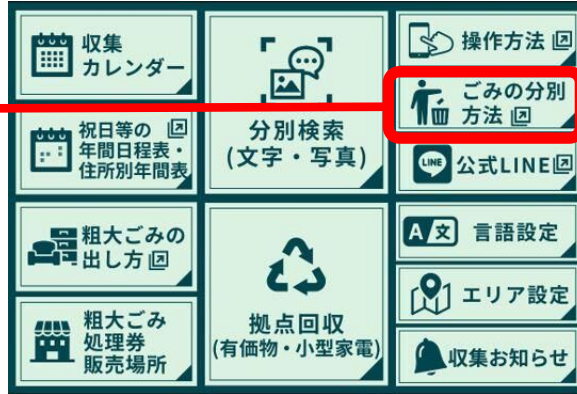 収集
カレンダー
祝日等の
年間日程表・
住所別年間表
粗大ごみの
出し方
粗大ごみ
処理券
販売場所
分別検索
(文字・写真)
拠点回収
(有価物・小型家電)
操作方法
ごみの分別
方法
LINE
公式LINE
A 文
言語設定
エリア設定
収集お知らせ